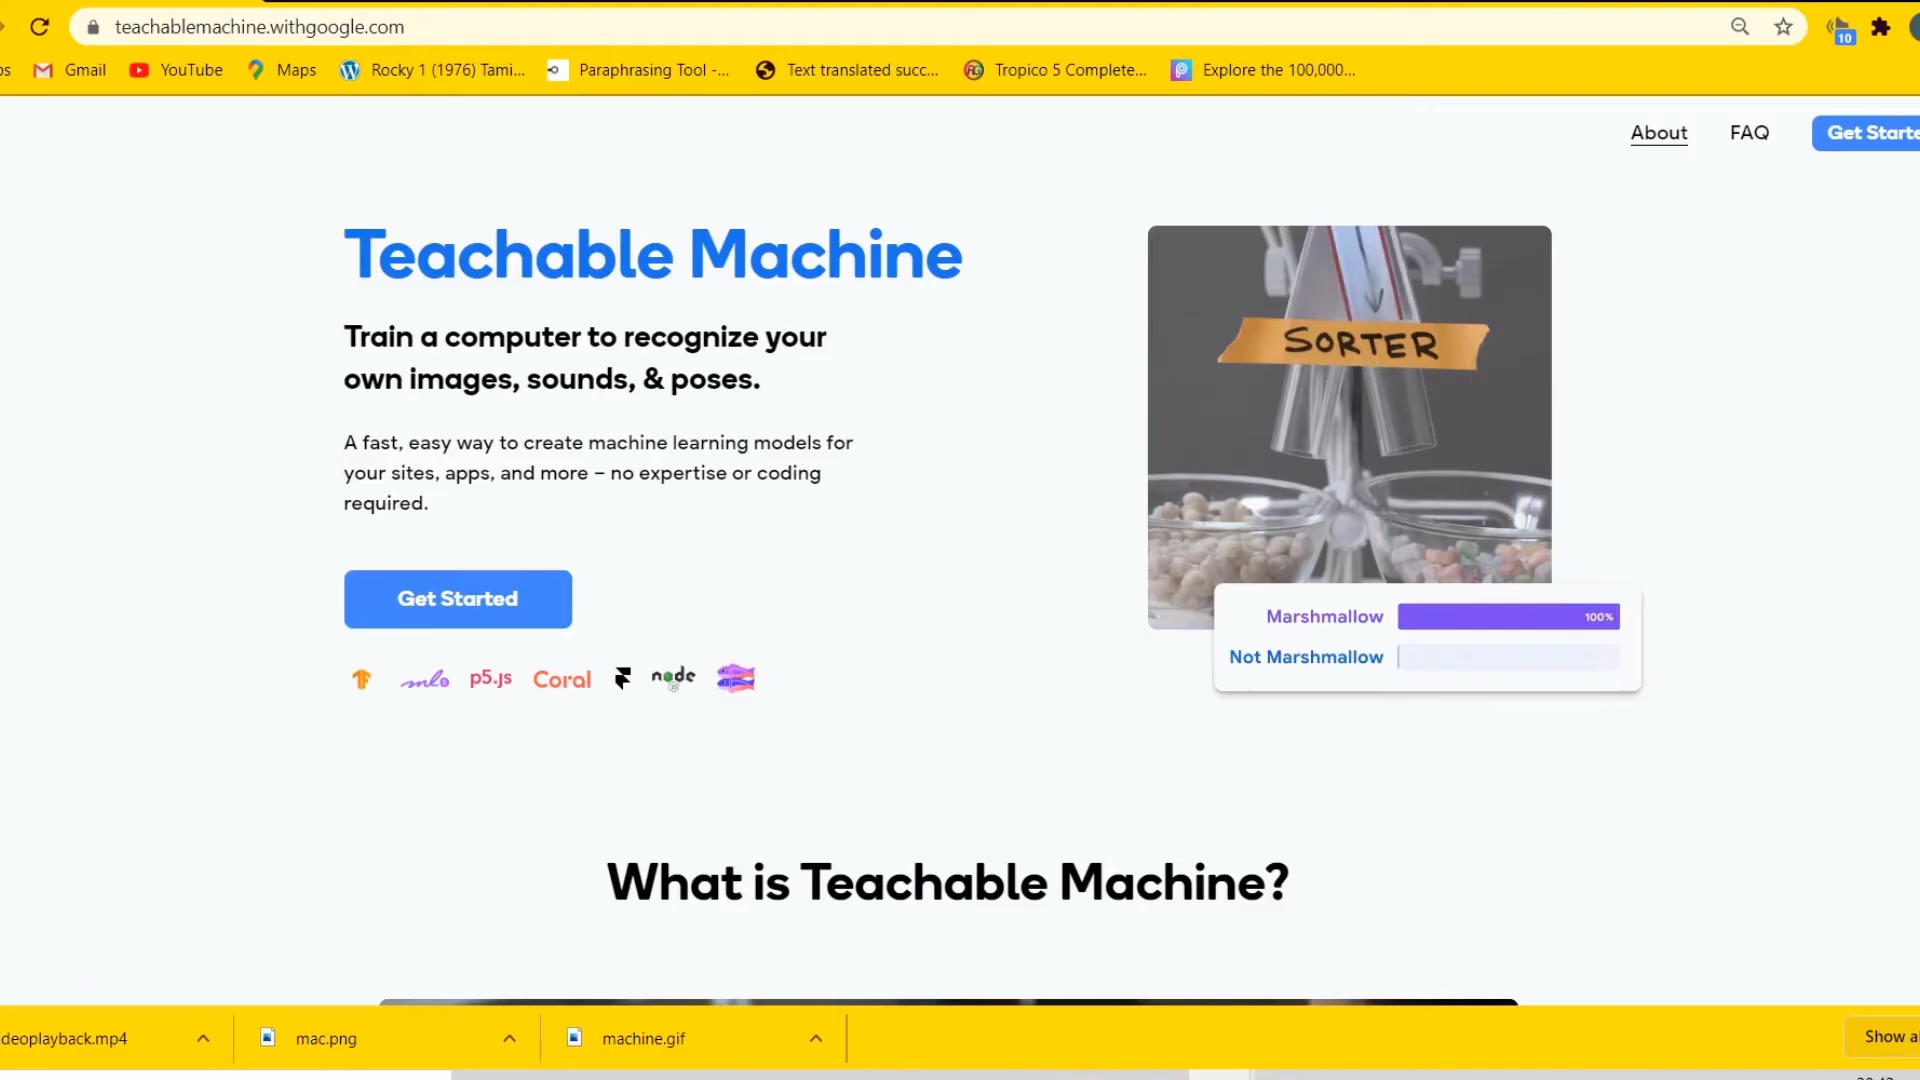 teachablemachine.withgoogle.com
10
Gmail YouTube Maps Rocky 1 (1976) Tami... Paraphrasing Tool -... Text translated succ... Tropico 5 Complete... Explore the 100,000...
About FAQ Get Starte
Teachable Machine
Train a computer to recognize your
own images, sounds, & poses.
A fast, easy way to create machine learning models for
your sites, apps, and more – no expertise or coding
required.
Get Started
p5.js Coral node
SORTER
Marshmallow 100%
Not Marshmallow
What is Teachable Machine?
deoplayback.mp4 mac.png machine.gif Show al